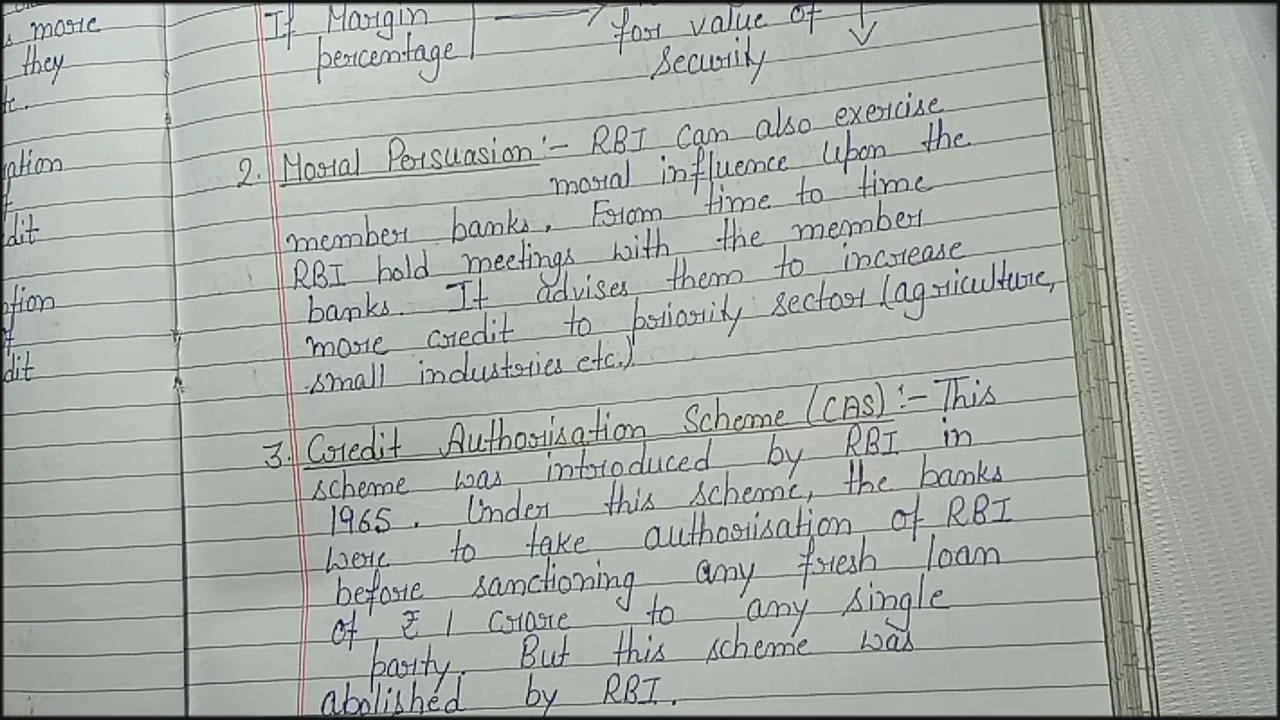 s more
they
If Margin
percentage
for value of
security
2. Moral Persuasion :- RBI can also exercise
moral influence upon the
member banks. From time to time
RBI hold meetings with the member
banks. It advises them to increase
more credit to priority sector (agriculture,
small industries etc.)
3. Credit Authorisation Scheme (CAS) :- This
scheme was introduced by RBI in
1965. Under this scheme, the banks
were to take authorisation of RBI
before sanctioning any fresh loan
of ₹ 1 crore to any single
party. But this scheme was
abolished by RBI.